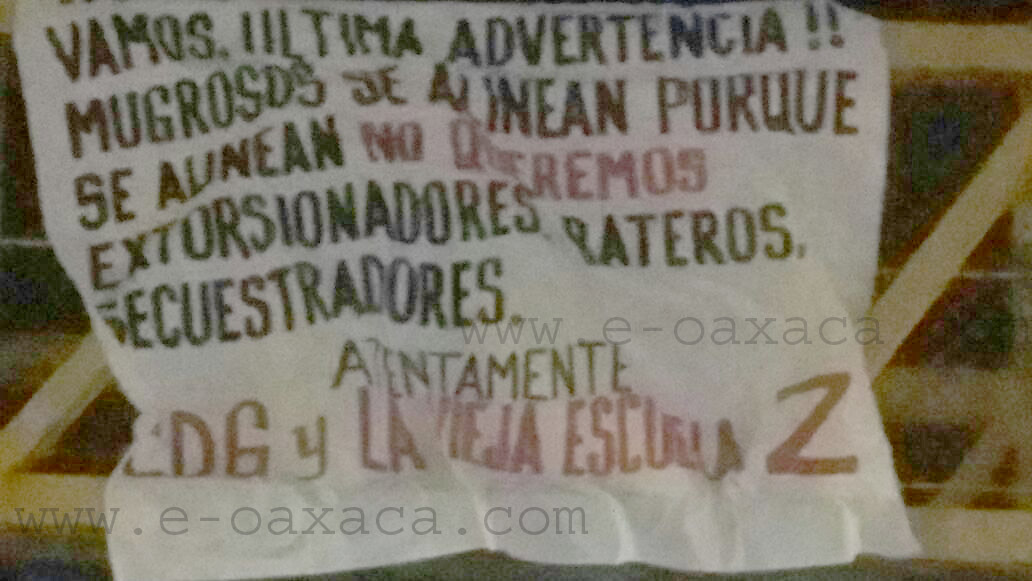 VAMOS. ULTIMA ADVERTENCIA !!
MUGROSOS SE ALINEAN PORQUE
SE ALINEAN NO QUEREMOS
EXTORSIONADORES, RATEROS,
SECUESTRADORES.
www.e-oaxaca
ATENTAMENTE
CDG y LA VIEJA ESCUELA Z
www.e-oaxaca.com